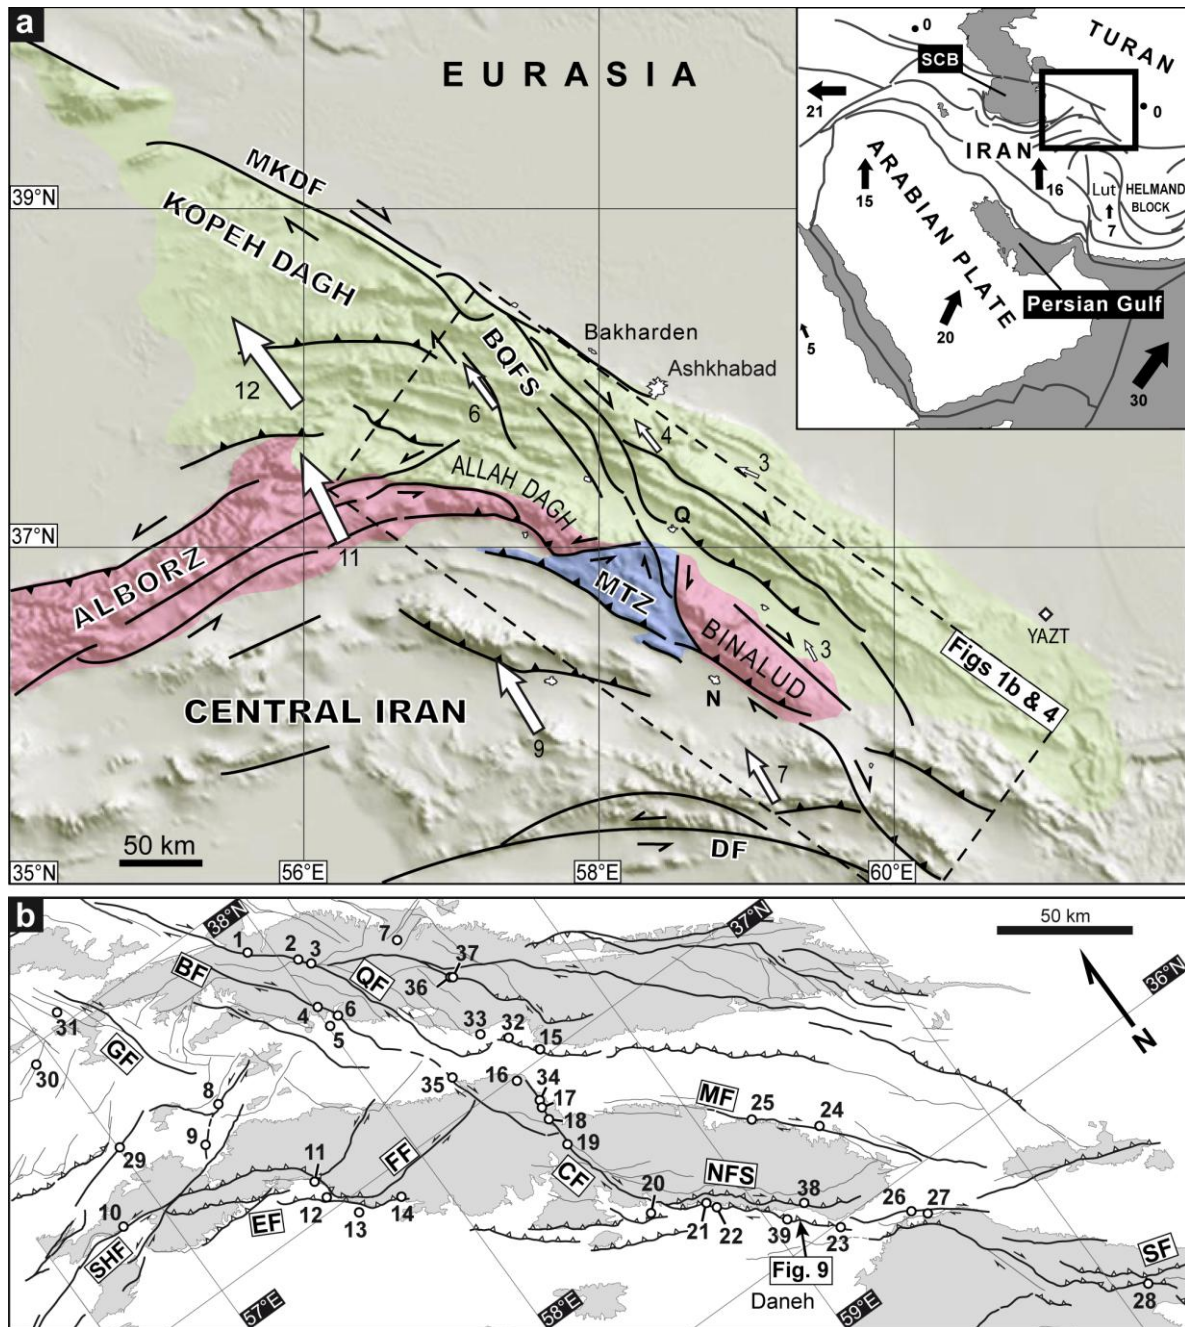 a
EURASIA
39°N
MKDF
KOPEH DAGH
BQFS
Bakharden
Ashkhabad
12
6
4
3
ALLAH DAGH
Q
37°N
11
ALBORZ
MTZ
BINALUD
3
YAZT
Figs 1b & 4
N
CENTRAL IRAN
9
7
50 km
DF
35°N
56°E
58°E
60°E
0
TURAN
SCB
21
0
IRAN
ARABIAN PLATE
15
16
Lut
HELMAND
BLOCK
7
Persian Gulf
20
5
30
b
38°N
37°N
50 km
36°N
N
1
2
3
7
BF
QF
37
36
4
6
5
31
33
32
15
GF
30
16
34
35
17
18
8
MF
25
24
9
19
29
11
FF
CF
NFS
20
38
26
27
10
EF
12
13
14
21
22
39
23
SHF
Fig. 9
SF
28
Daneh
57°E
58°E
59°E